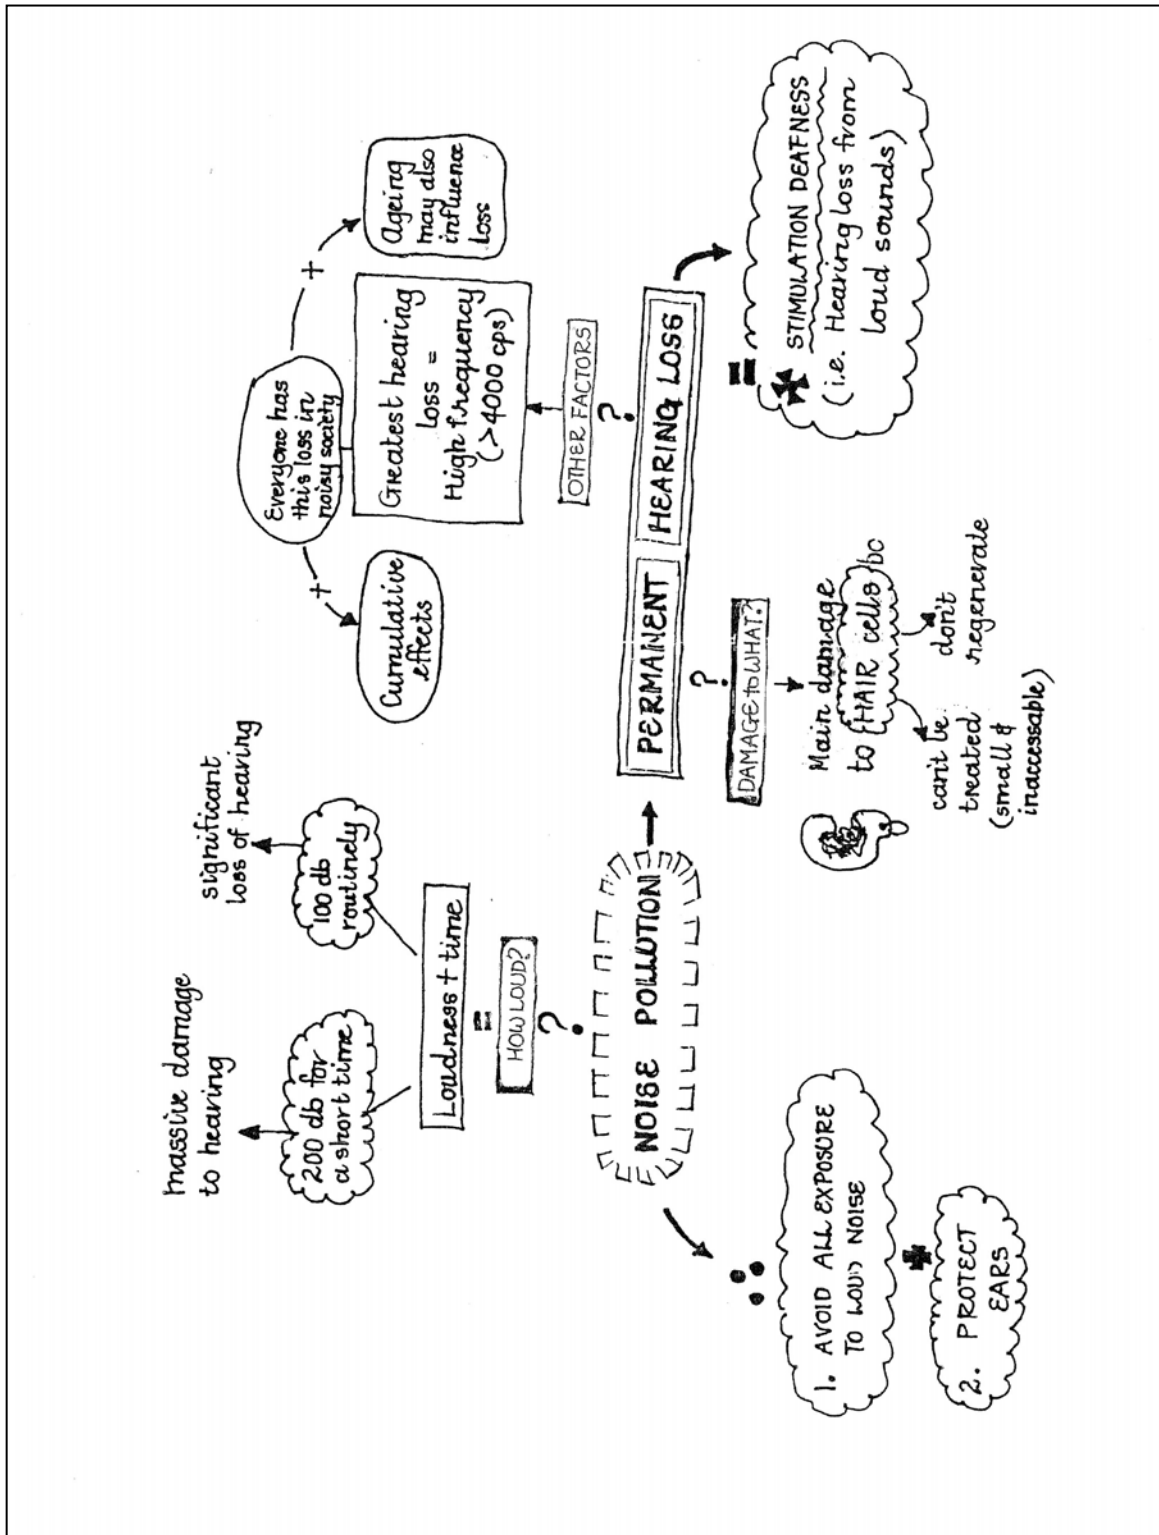 massive damage
to hearing
200 db for
a short time
significant
loss of hearing
100 db
routinely
Loudness + time
=
HOW LOUD?
?
NOISE POLLUTION
Cumulative
effects
+
Everyone has
this loss in
noisy society
+
Ageing
may also
influence
loss
Greatest hearing
loss =
High frequency
(>4000 cps)
OTHER FACTORS
?
PERMANENT HEARING LOSS
?
DAMAGE to WHAT?
Main damage
to HAIR cells bc
can't be
treated
(small &
inaccessable)
don't
regenerate
=
STIMULATION DEAFNESS
(i.e. Hearing loss from
loud sounds)
∴
1. AVOID ALL EXPOSURE
TO LOUD NOISE
+
2. PROTECT
EARS